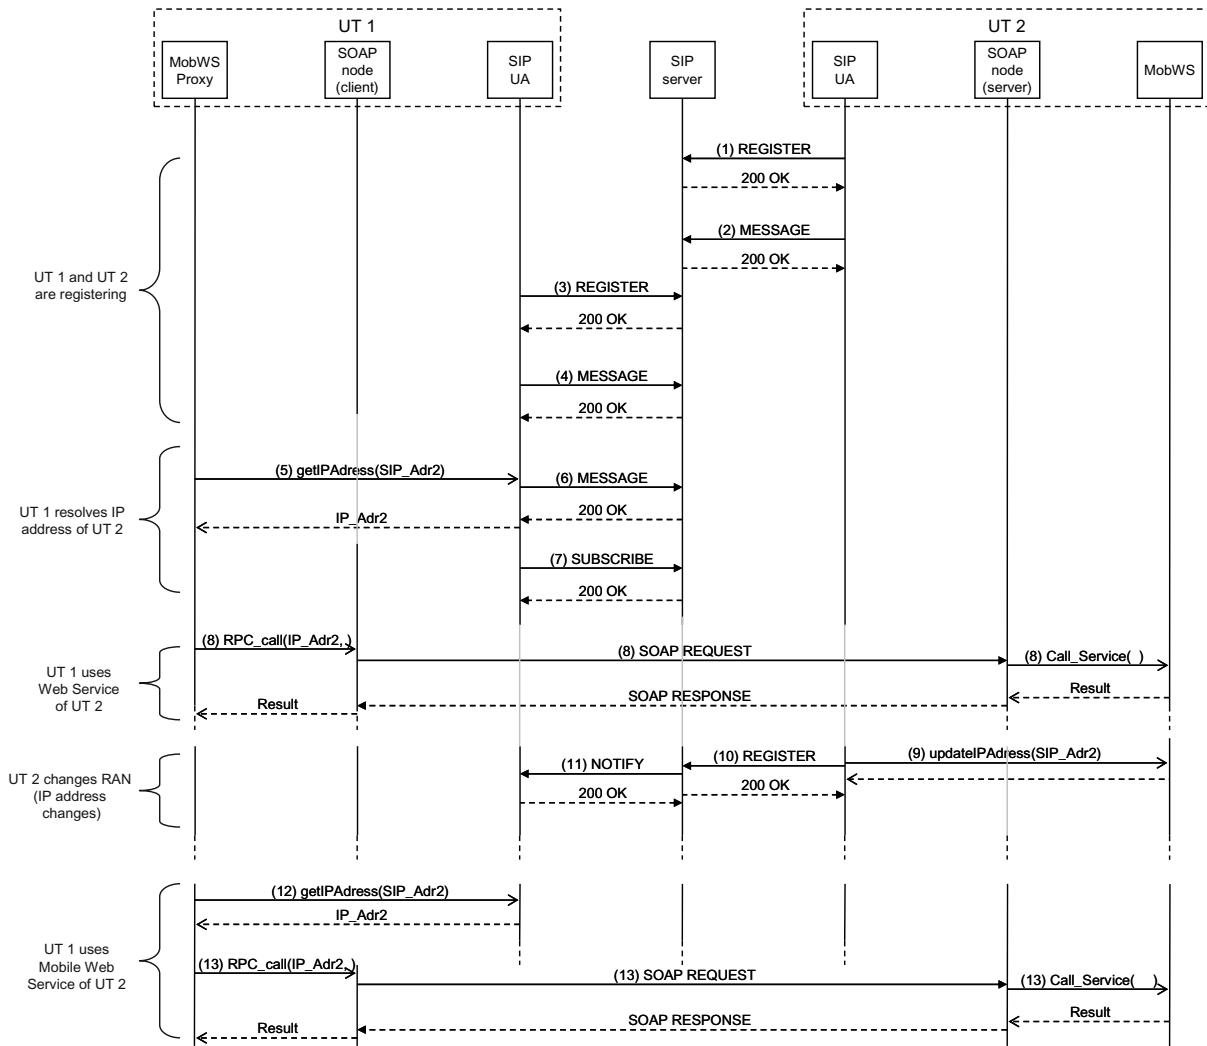 UT 1
UT 2
MobWS
Proxy
SOAP
node
(client)
SIP
UA
SIP
server
SIP
UA
SOAP
node
(server)
MobWS
(1) REGISTER
200 OK
(2) MESSAGE
200 OK
UT 1 and UT 2
are registering
(3) REGISTER
200 OK
(4) MESSAGE
200 OK
UT 1 resolves IP
address of UT 2
(5) getIPAdress(SIP_Adr2)
(6) MESSAGE
200 OK
IP_Adr2
(7) SUBSCRIBE
200 OK
UT 1 uses
Web Service
of UT 2
(8) RPC_call(IP_Adr2, )
(8) SOAP REQUEST
(8) Call_Service( )
Result
SOAP RESPONSE
Result
UT 2 changes RAN
(IP address
changes)
(9) updateIPAdress(SIP_Adr2)
(10) REGISTER
(11) NOTIFY
200 OK
200 OK
UT 1 uses
Mobile Web
Service of UT 2
(12) getIPAdress(SIP_Adr2)
IP_Adr2
(13) RPC_call(IP_Adr2, )
(13) SOAP REQUEST
(13) Call_Service( )
Result
SOAP RESPONSE
Result